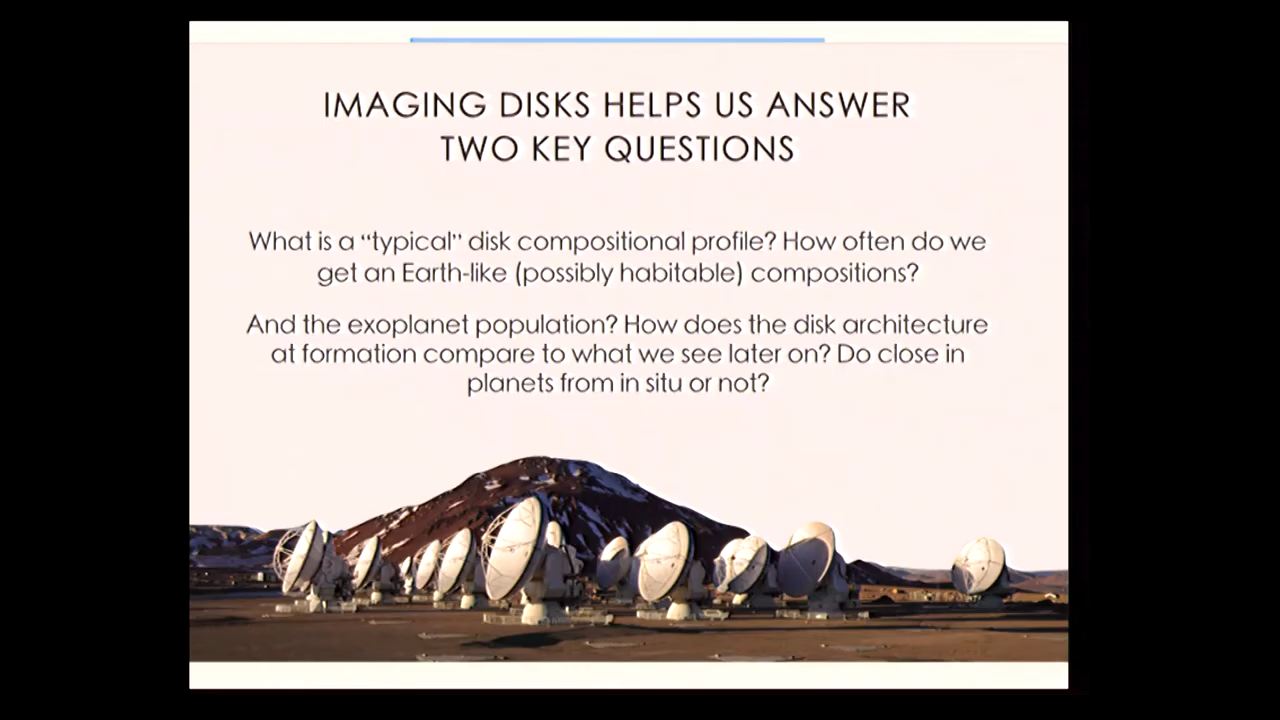 IMAGING DISKS HELPS US ANSWER
TWO KEY QUESTIONS
What is a “typical” disk compositional profile? How often do we
get an Earth-like (possibly habitable) compositions?
And the exoplanet population? How does the disk architecture
at formation compare to what we see later on? Do close in
planets from in situ or not?